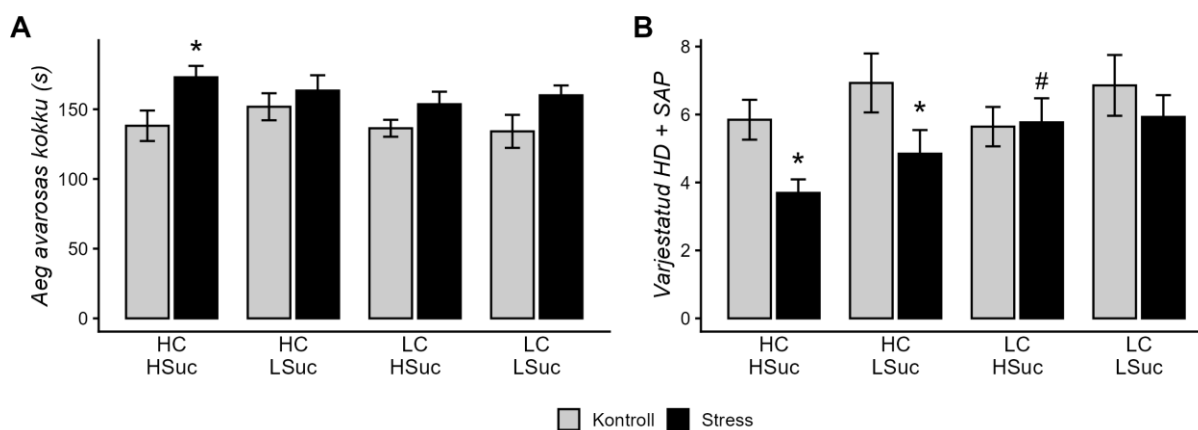 A
Aeg avarosas kokku (s)
150
100
50
0
*
HC HC LC LC
HSuc LSuc HSuc LSuc
B
Varjestatud HD + SAP
8
6
4
2
0
*
*
#
HC HC LC LC
HSuc LSuc HSuc LSuc
Kontroll Stress